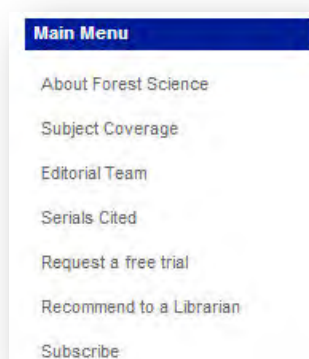 Main Menu
About Forest Science
Subject Coverage
Editorial Team
Serials Cited
Request a free trial
Recommend to a Librarian
Subscribe